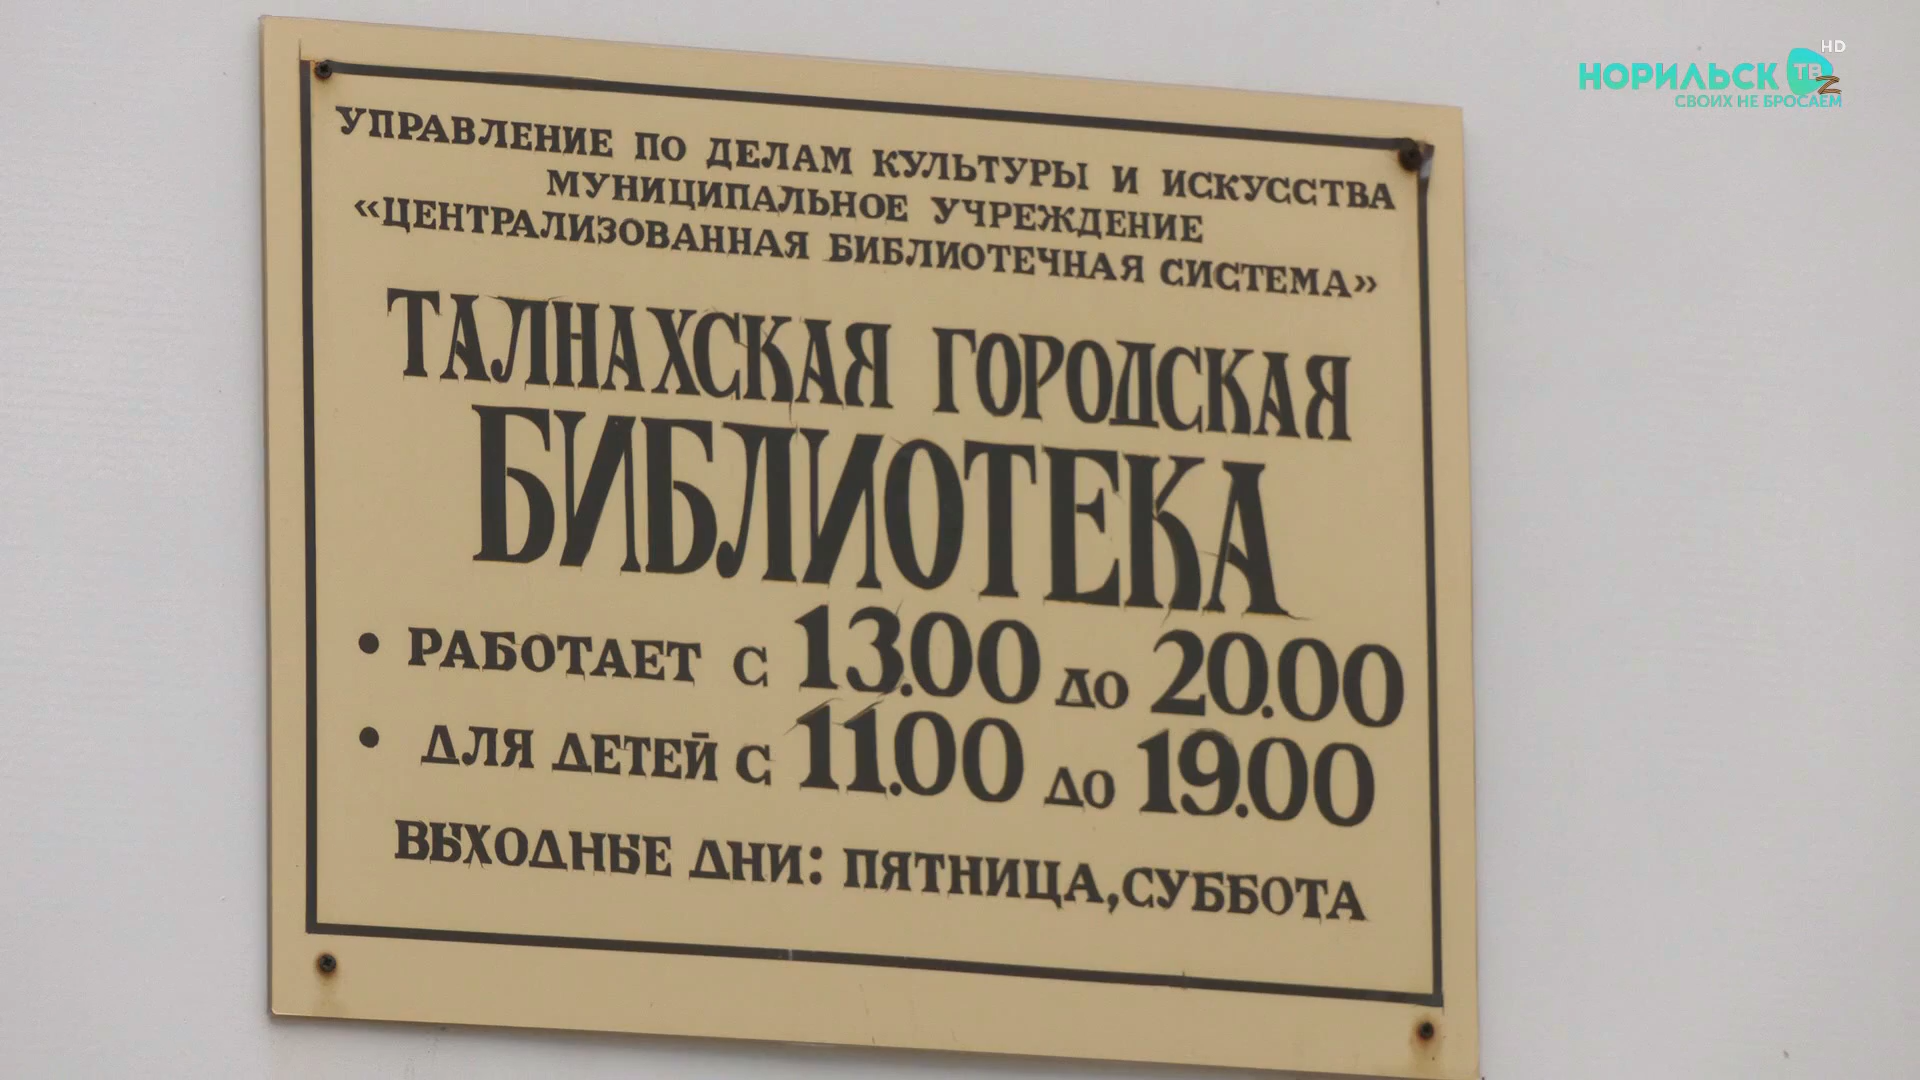 УПРАВЛЕНИЕ ПО ДЕЛАМ КУЛЬТУРЫ И ИСКУССТВА
МУНИЦИПАЛЬНОЕ УЧРЕЖДЕНИЕ
«ЦЕНТРАЛИЗОВАННАЯ БИБЛИОТЕЧНАЯ СИСТЕМА»
ТАЛНАХСКАЯ ГОРОДСКАЯ
БИБЛИОТЕКА
• РАБОТАЕТ С 13.00 ДО 20.00
• ДЛЯ ДЕТЕЙ С 11.00 ДО 19.00
ВЫХОДНЫЕ ДНИ: ПЯТНИЦА, СУББОТА
НОРИЛЬСК ТВ HD
Z
СВОИХ НЕ БРОСАЕМ